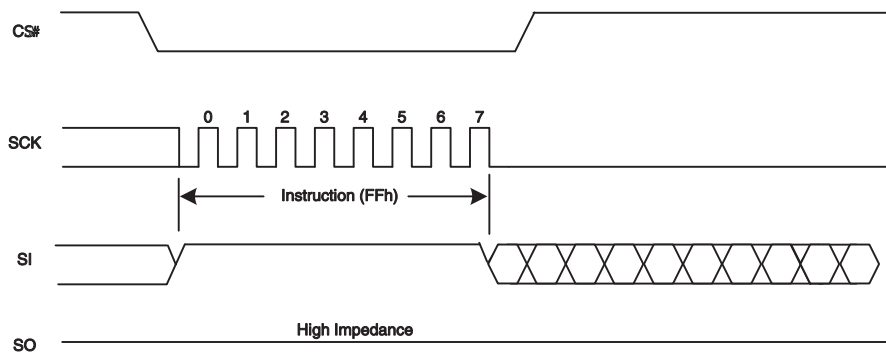 CS#
0 1 2 3 4 5 6 7
SCK
Instruction (FFh)
SI
High Impedance
SO